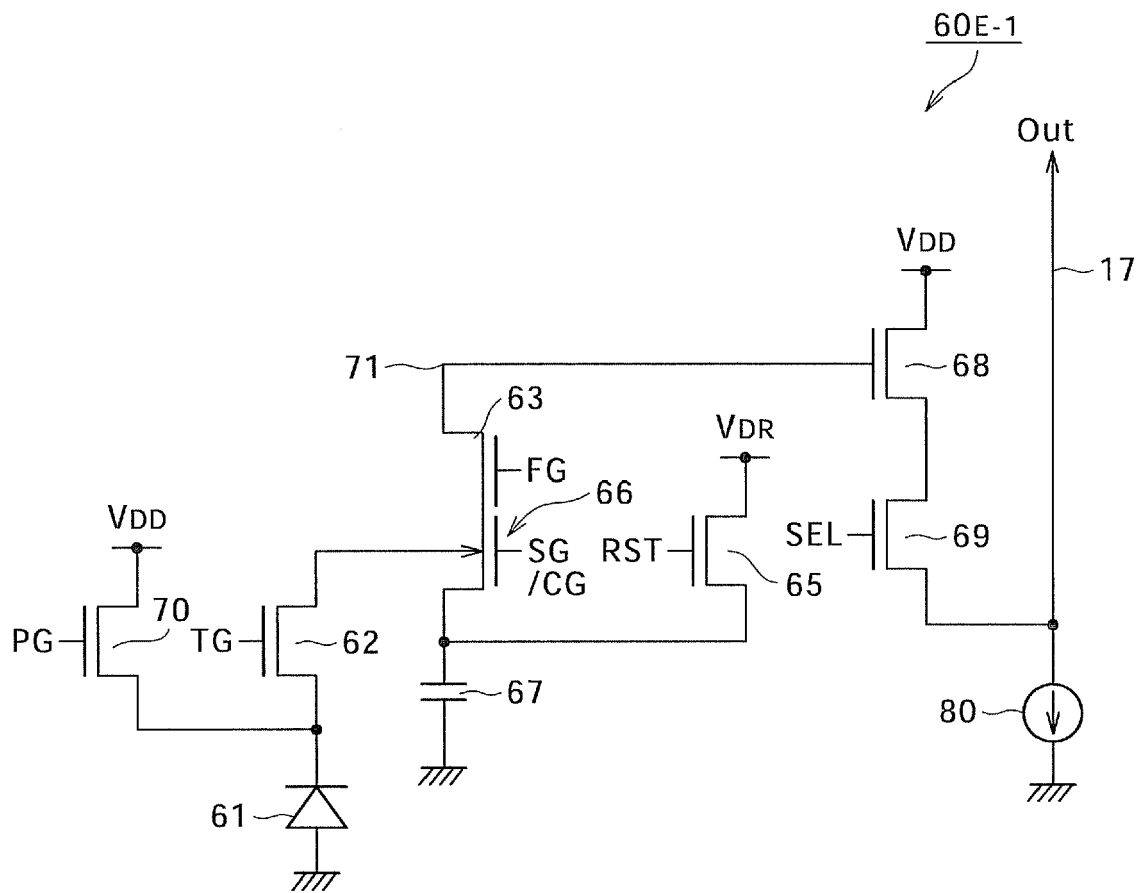 60E-1
Out
VDD
17
71
68
63
VDR
FG
66
VDD
SG
/CG
RST
65
SEL
69
PG
70
TG
62
67
80
61